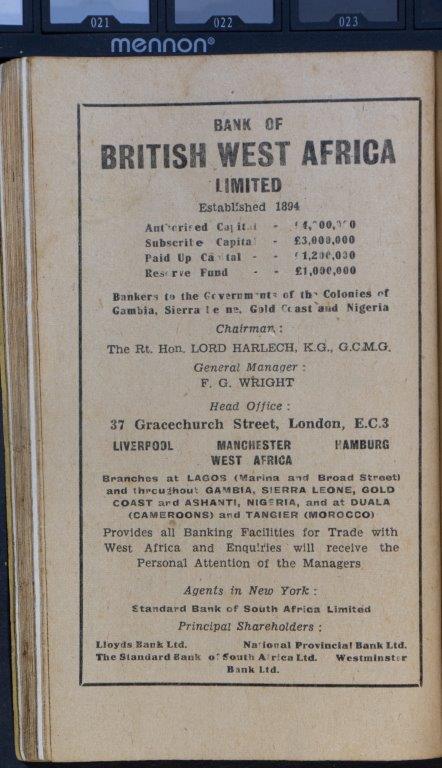 021 022 023
mennon®
BANK OF
BRITISH WEST AFRICA
LIMITED
Established 1894
Authorised Capital - - £4,000,000
Subscribed Capital - £3,000,000
Paid Up Capital - - £1,200,000
Reserve Fund - - £1,000,000
Bankers to the Governments of the Colonies of
Gambia, Sierra Leone, Gold Coast and Nigeria
Chairman :
The Rt. Hon. LORD HARLECH, K.G., G.C.M.G.
General Manager :
F. G. WRIGHT
Head Office :
37 Gracechurch Street, London, E.C.3
LIVERPOOL MANCHESTER HAMBURG
WEST AFRICA
Branches at LAGOS (Marina and Broad Street)
and throughout GAMBIA, SIERRA LEONE, GOLD
COAST and ASHANTI, NIGERIA, and at DUALA
(CAMEROONS) and TANGIER (MOROCCO)
Provides all Banking Facilities for Trade with
West Africa and Enquiries will receive the
Personal Attention of the Managers
Agents in New York :
Standard Bank of South Africa Limited
Principal Shareholders :
Lloyds Bank Ltd. National Provincial Bank Ltd.
The Standard Bank of South Africa Ltd. Westminster
Bank Ltd.